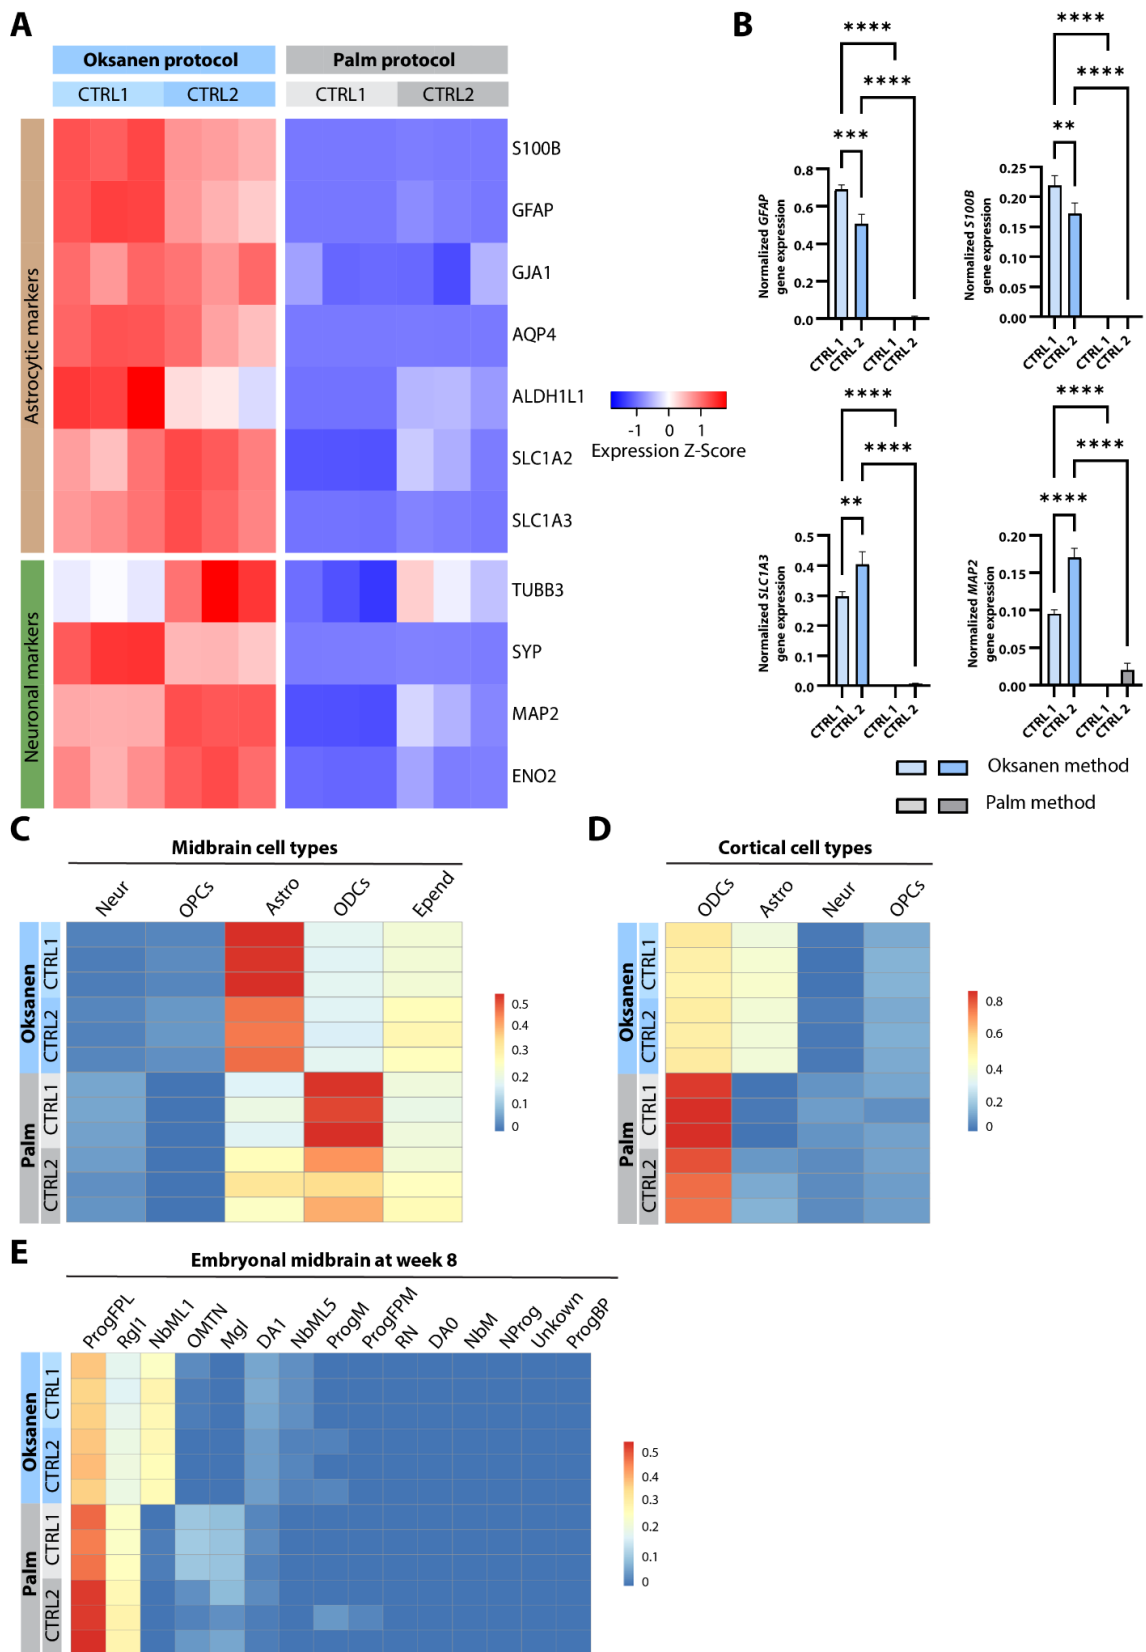 A
Oksanen protocol
Palm protocol
CTRL1
CTRL2
CTRL1
CTRL2
Astrocytic markers
S100B
GFAP
GJA1
AQP4
ALDH1L1
SLC1A2
SLC1A3
Neuronal markers
TUBB3
SYP
MAP2
ENO2
-1 0 1
Expression Z-Score
B
****
****
***
Normalized GFAP
gene expression
0.8
0.6
0.4
0.2
0.0
CTRL 1
CTRL 2
CTRL 1
CTRL 2
****
****
**
Normalized S100B
gene expression
0.25
0.20
0.15
0.10
0.05
0.00
CTRL 1
CTRL 2
CTRL 1
CTRL 2
****
****
**
Normalized SLC1A3
gene expression
0.5
0.4
0.3
0.2
0.1
0.0
CTRL 1
CTRL 2
CTRL 1
CTRL 2
****
****
****
Normalized MAP2
gene expression
0.20
0.15
0.10
0.05
0.00
CTRL 1
CTRL 2
CTRL 1
CTRL 2
Oksanen method
Palm method
C
Midbrain cell types
Neur
OPCs
Astro
ODCs
Epend
Oksanen
CTRL1
CTRL2
Palm
CTRL1
CTRL2
0.5
0.4
0.3
0.2
0.1
0
D
Cortical cell types
ODCs
Astro
Neur
OPCs
Oksanen
CTRL1
CTRL2
Palm
CTRL1
CTRL2
0.8
0.6
0.4
0.2
0
E
Embryonal midbrain at week 8
ProgFPL
Rgl1
NbML1
OMTN
Mgl
DA1
NbML5
ProgM
ProgFPM
RN
DA0
NbM
NProg
Unkown
ProgBP
Oksanen
CTRL1
CTRL2
Palm
CTRL1
CTRL2
0.5
0.4
0.3
0.2
0.1
0